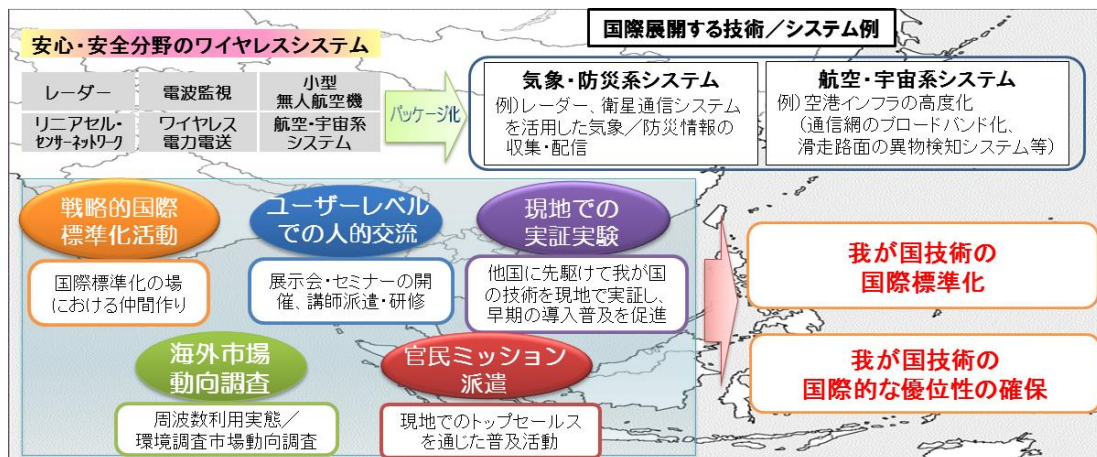 安心・安全分野のワイヤレスシステム
レーダー
電波監視
小型
無人航空機
リニアセル・
センサーネットワーク
ワイヤレス
電力電送
航空・宇宙系
システム
パッケージ化
国際展開する技術/システム例
気象・防災系システム
例)レーダー、衛星通信システム
を活用した気象/防災情報の
収集・配信
航空・宇宙系システム
例)空港インフラの高度化
(通信網のブロードバンド化、
滑走路面の異物検知システム等)
戦略的国際
標準化活動
国際標準化の場
における仲間作り
ユーザーレベル
での人的交流
展示会・セミナーの開
催、講師派遣・研修
現地での
実証実験
他国に先駆けて我が国
の技術を現地で実証し、
早期の導入普及を促進
海外市場
動向調査
周波数利用実態/
環境調査市場動向調査
官民ミッション
派遣
現地でのトップセールス
を通じた普及活動
我が国技術の
国際標準化
我が国技術の
国際的な優位性の確保